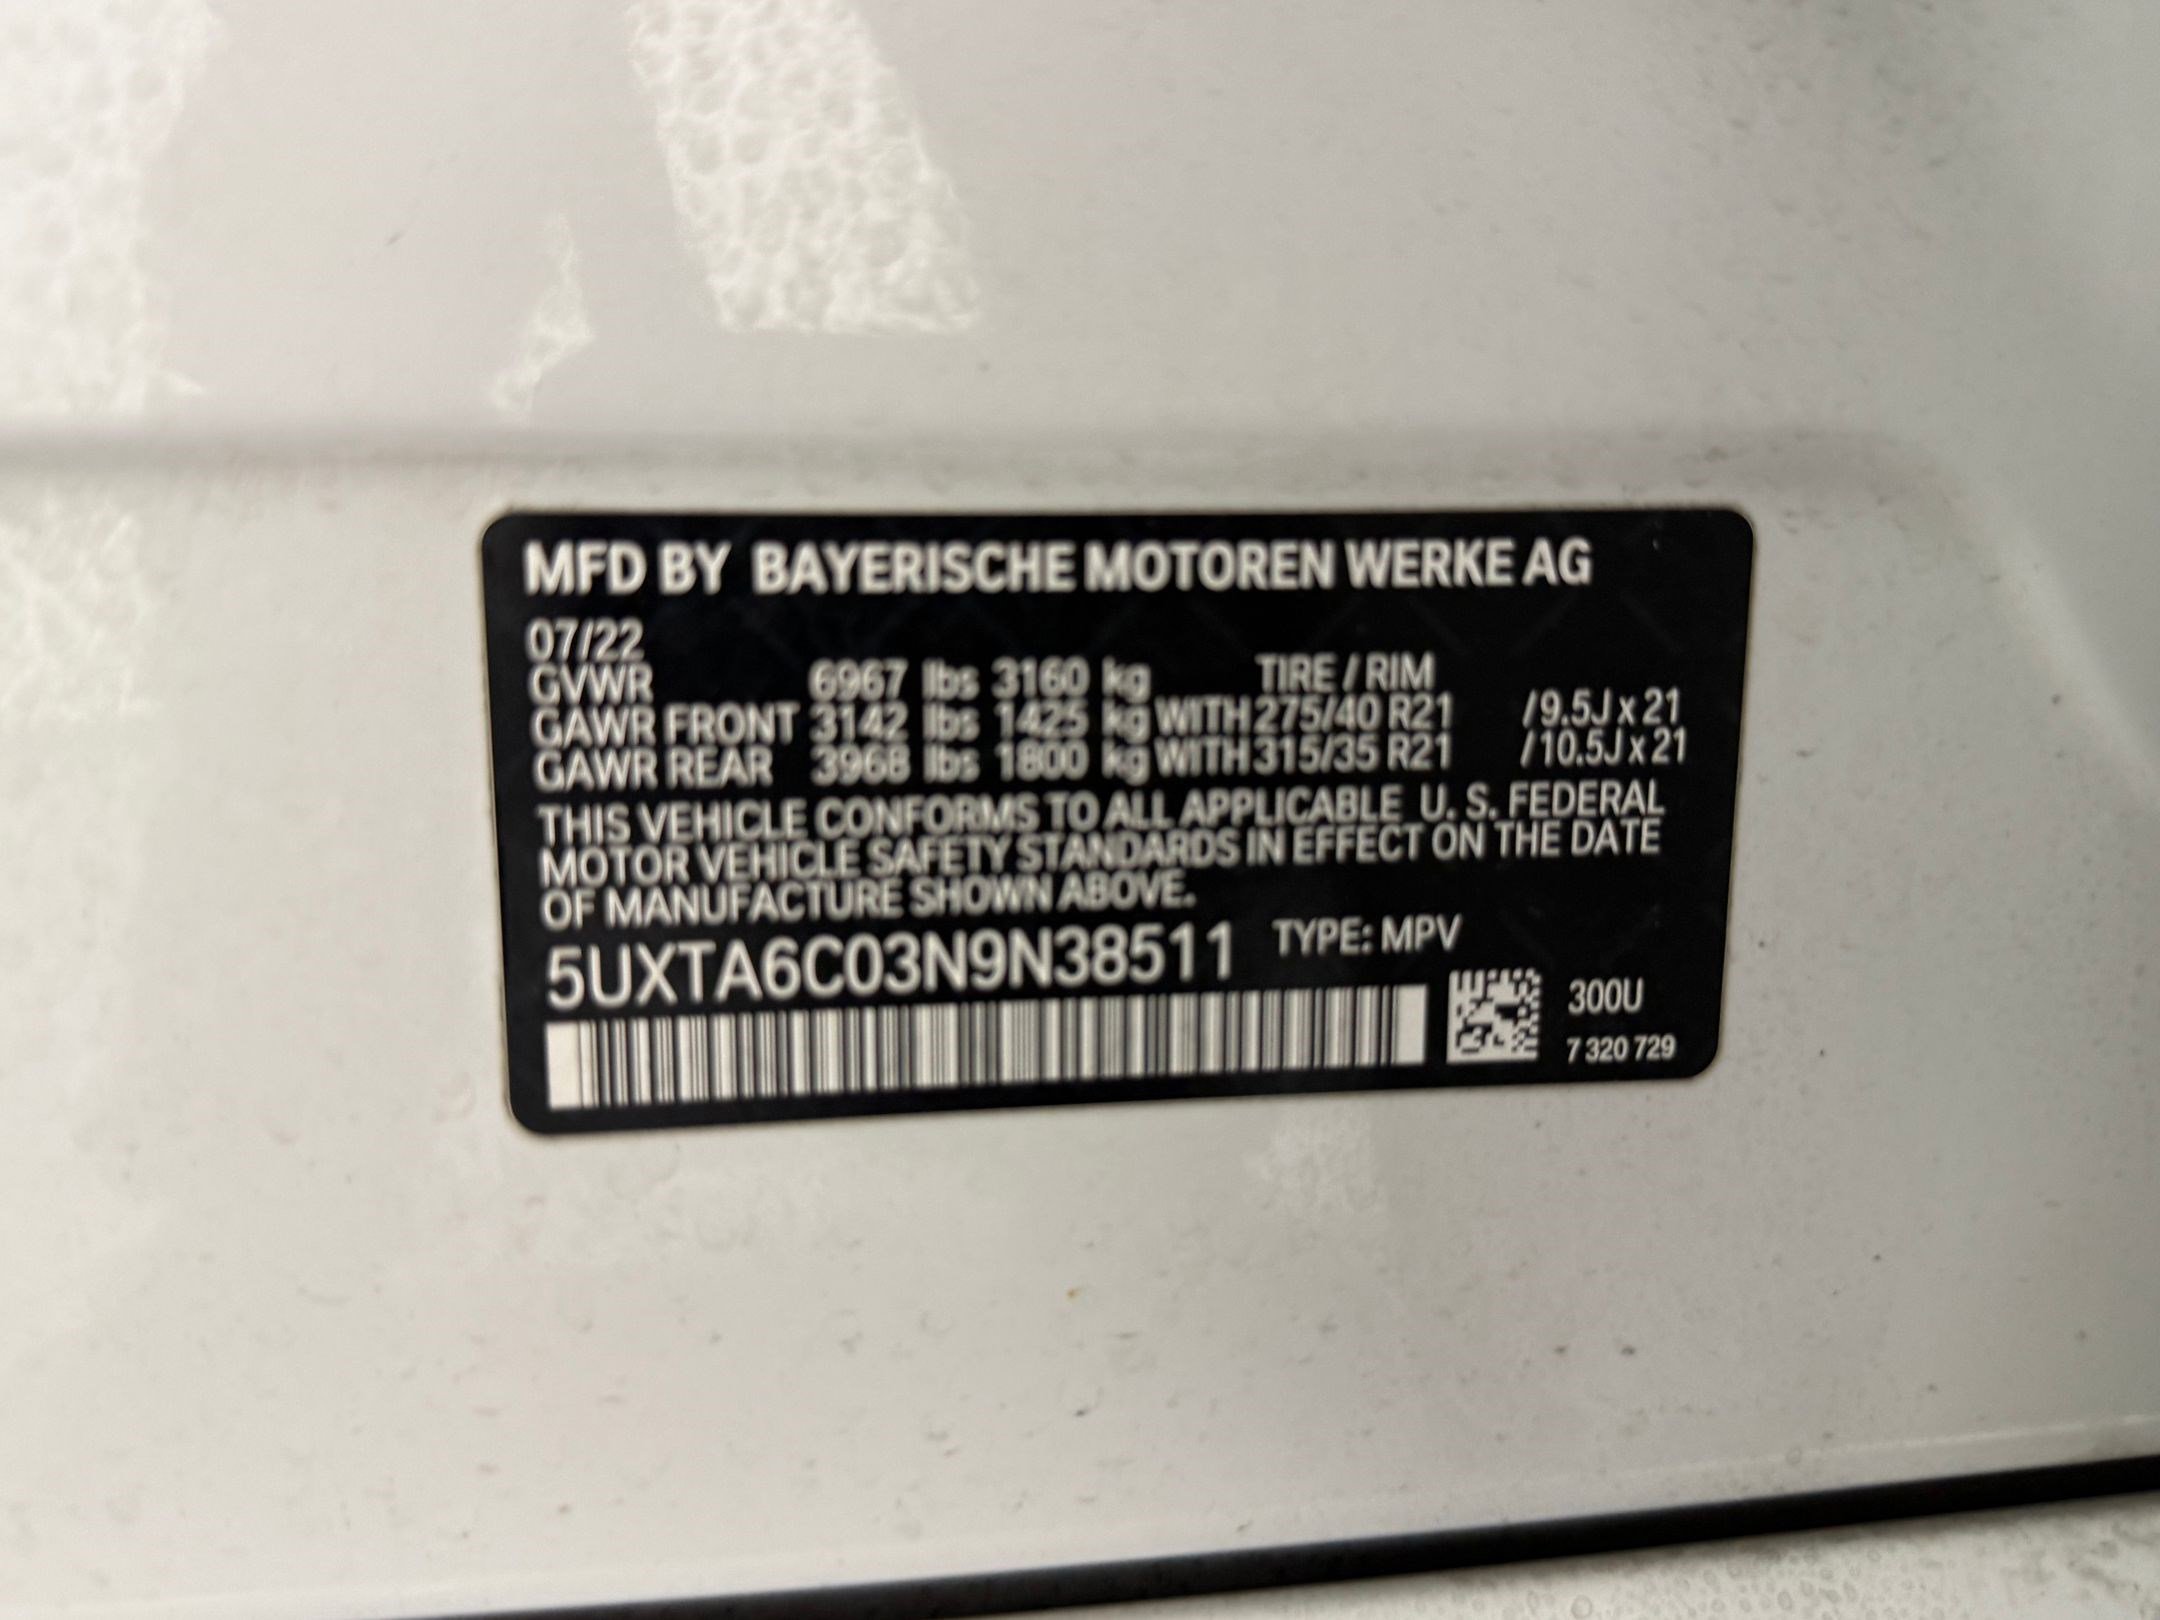 MFD BY BAYERISCHE MOTOREN WERKE AG
07/22
GVWR 6967 lbs 3160 kg TIRE / RIM
GAWR FRONT 3142 lbs 1425 kg WITH 275/40 R21 /9.5J x 21
GAWR REAR 3968 lbs 1800 kg WITH 315/35 R21 /10.5J x 21
THIS VEHICLE CONFORMS TO ALL APPLICABLE U. S. FEDERAL
MOTOR VEHICLE SAFETY STANDARDS IN EFFECT ON THE DATE
OF MANUFACTURE SHOWN ABOVE.
5UXTA6C03N9N38511 TYPE: MPV
300U
7 320 729